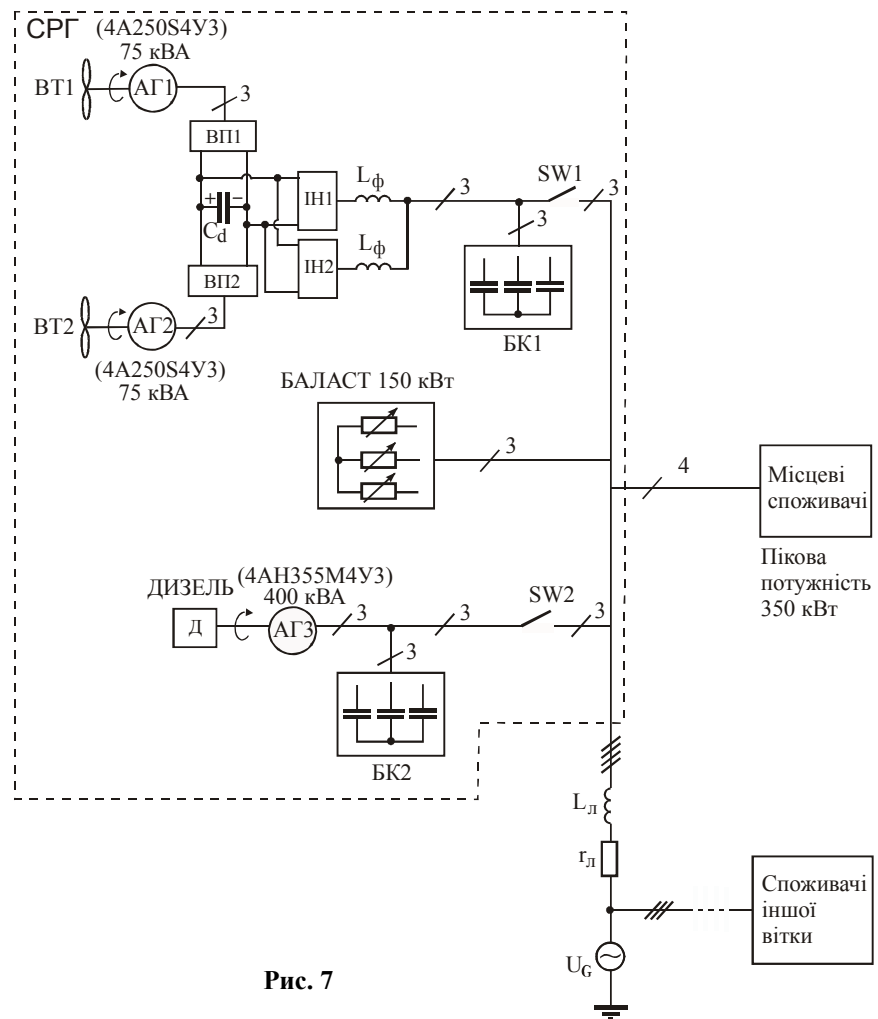 СРГ
(4А250S4У3)
75 кВА
ВТ1
АГ1
3
ВП1
ІН1
Lф
3
SW1
3
+
−
Cd
3
Lф
ІН2
ВП2
БК1
ВТ2
АГ2
3
(4А250S4У3)
75 кВА
БАЛАСТ 150 кВт
3
4
Місцеві
споживачі
Пікова
потужність
350 кВт
(4АН355М4У3)
400 кВА
ДИЗЕЛЬ
Д
АГ3
3
3
SW2
3
3
БК2
Lл
rл
Споживачі
іншої
вітки
UG
Рис. 7